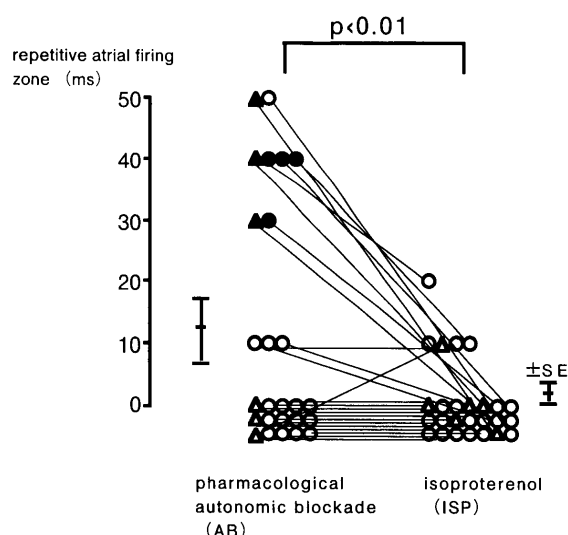 p<0.01
repetitive atrial firing
zone (ms)
50
40
30
20
10
0
±SE
pharmacological
autonomic blockade
(AB)
isoproterenol
(ISP)